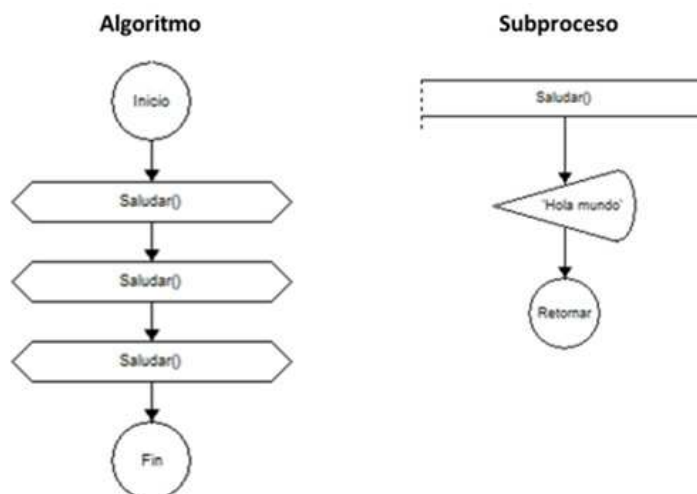 Algoritmo
Inicio
Saludar()
Saludar()
Saludar()
Fin
Subproceso
Saludar()
'Hola mundo'
Retornar